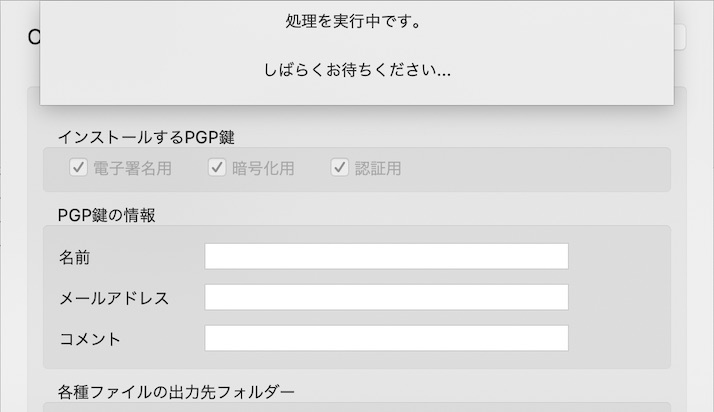 処理を実行中です。
しばらくお待ちください...
インストールするPGP鍵
電子署名用 暗号化用 認証用
PGP鍵の情報
名前
メールアドレス
コメント
各種ファイルの出力先フォルダー